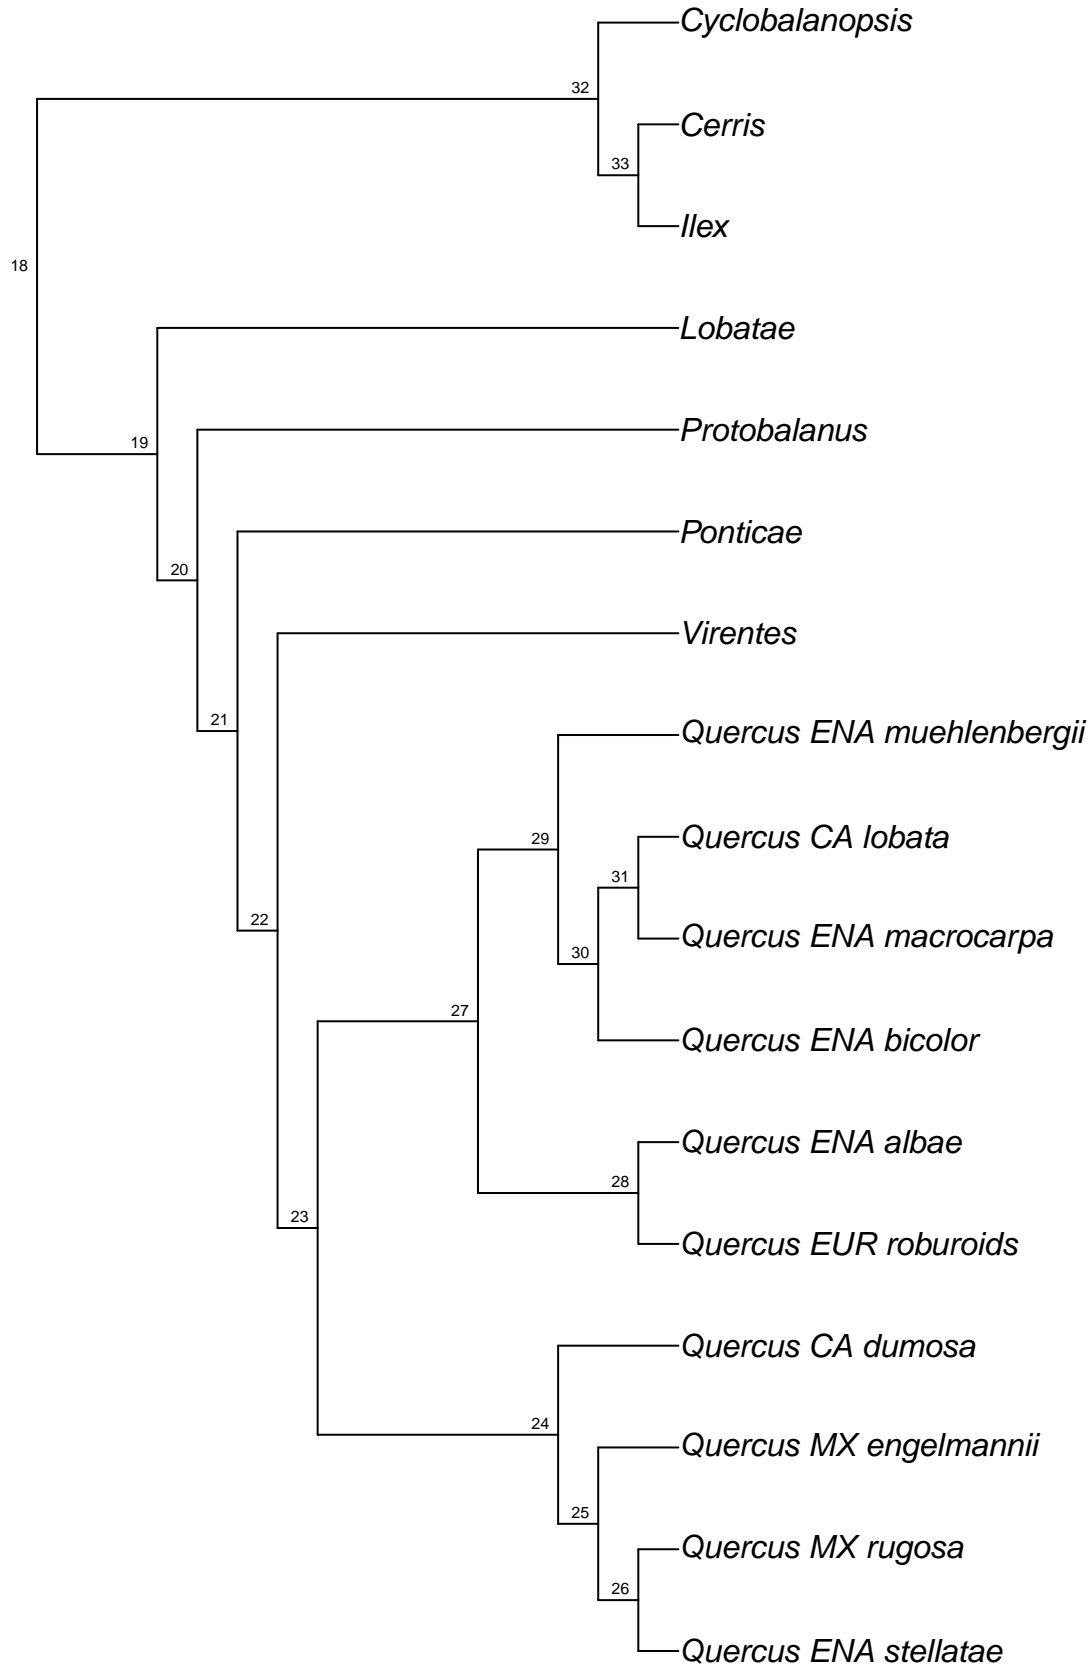 Cyclobalanopsis
32
Cerris
33
Ilex
18
Lobatae
Protobalanus
19
Ponticae
20
Virentes
21
Quercus ENA muehlenbergii
Quercus CA lobata
29
31
22
Quercus ENA macrocarpa
30
27
Quercus ENA bicolor
Quercus ENA albae
28
23
Quercus EUR roburoids
Quercus CA dumosa
24
Quercus MX engelmannii
25
Quercus MX rugosa
26
Quercus ENA stellatae